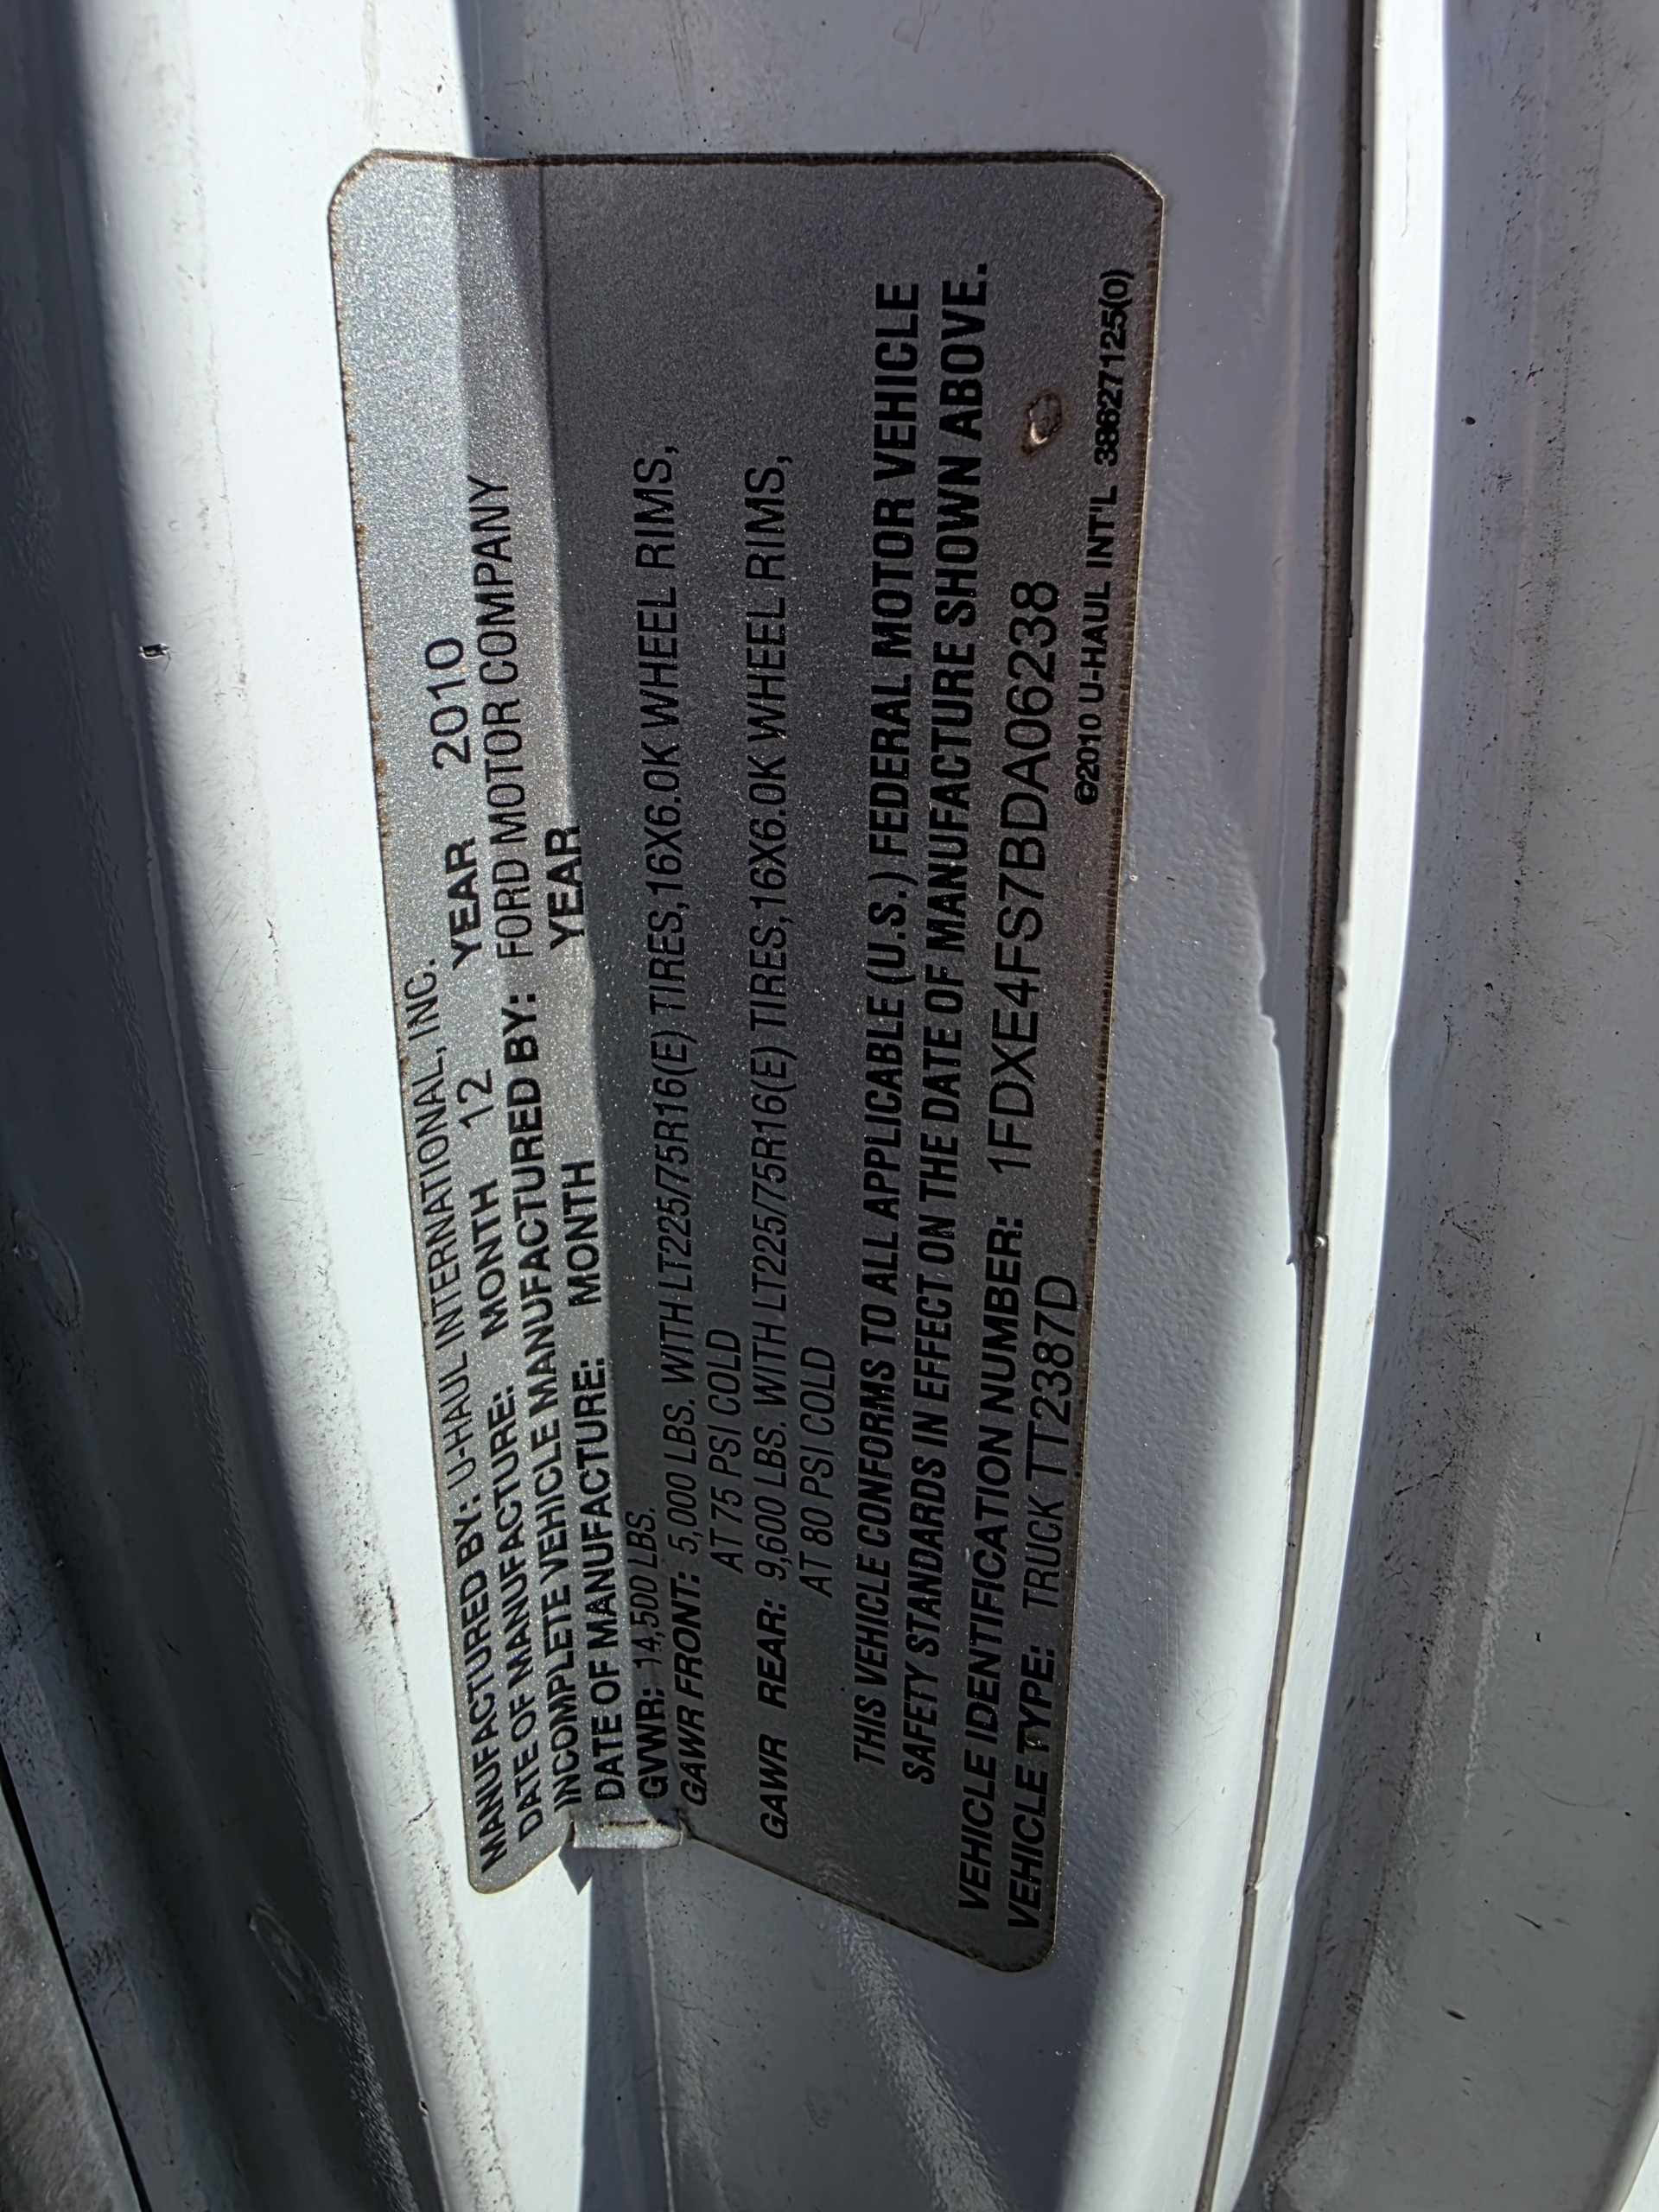 MANUFACTURED BY: U-HAUL INTERNATIONAL, INC.
DATE OF MANUFACTURE: MONTH 12 YEAR 2010
INCOMPLETE VEHICLE MANUFACTURED BY: FORD MOTOR COMPANY
DATE OF MANUFACTURE: MONTH YEAR
GVWR: 14,500 LBS.
GAWR FRONT: 5,000 LBS. WITH LT225/75R16(E) TIRES,16X6.0K WHEEL RIMS,
AT 75 PSI COLD
GAWR REAR: 9,600 LBS. WITH LT225/75R16(E) TIRES,16X6.0K WHEEL RIMS,
AT 80 PSI COLD
THIS VEHICLE CONFORMS TO ALL APPLICABLE (U.S.) FEDERAL MOTOR VEHICLE
SAFETY STANDARDS IN EFFECT ON THE DATE OF MANUFACTURE SHOWN ABOVE.
VEHICLE IDENTIFICATION NUMBER: 1FDXE4FS7BDA06238
VEHICLE TYPE: TRUCK TT2387D
©2010 U-HAUL INT'L 386271125(0)